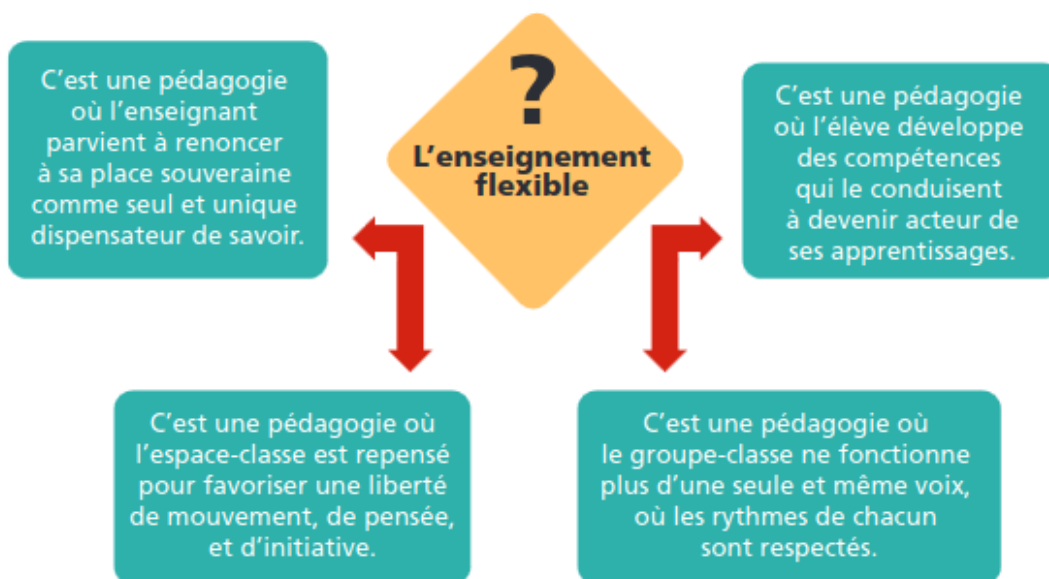 ?
L'enseignement
flexible
C'est une pédagogie
où l'enseignant
parvient à renoncer
à sa place souveraine
comme seul et unique
dispensateur de savoir.
C'est une pédagogie
où l'élève développe
des compétences
qui le conduisent
à devenir acteur de
ses apprentissages.
C'est une pédagogie où
l'espace-classe est repensé
pour favoriser une liberté
de mouvement, de pensée,
et d'initiative.
C'est une pédagogie où
le groupe-classe ne fonctionne
plus d'une seule et même voix,
où les rythmes de chacun
sont respectés.